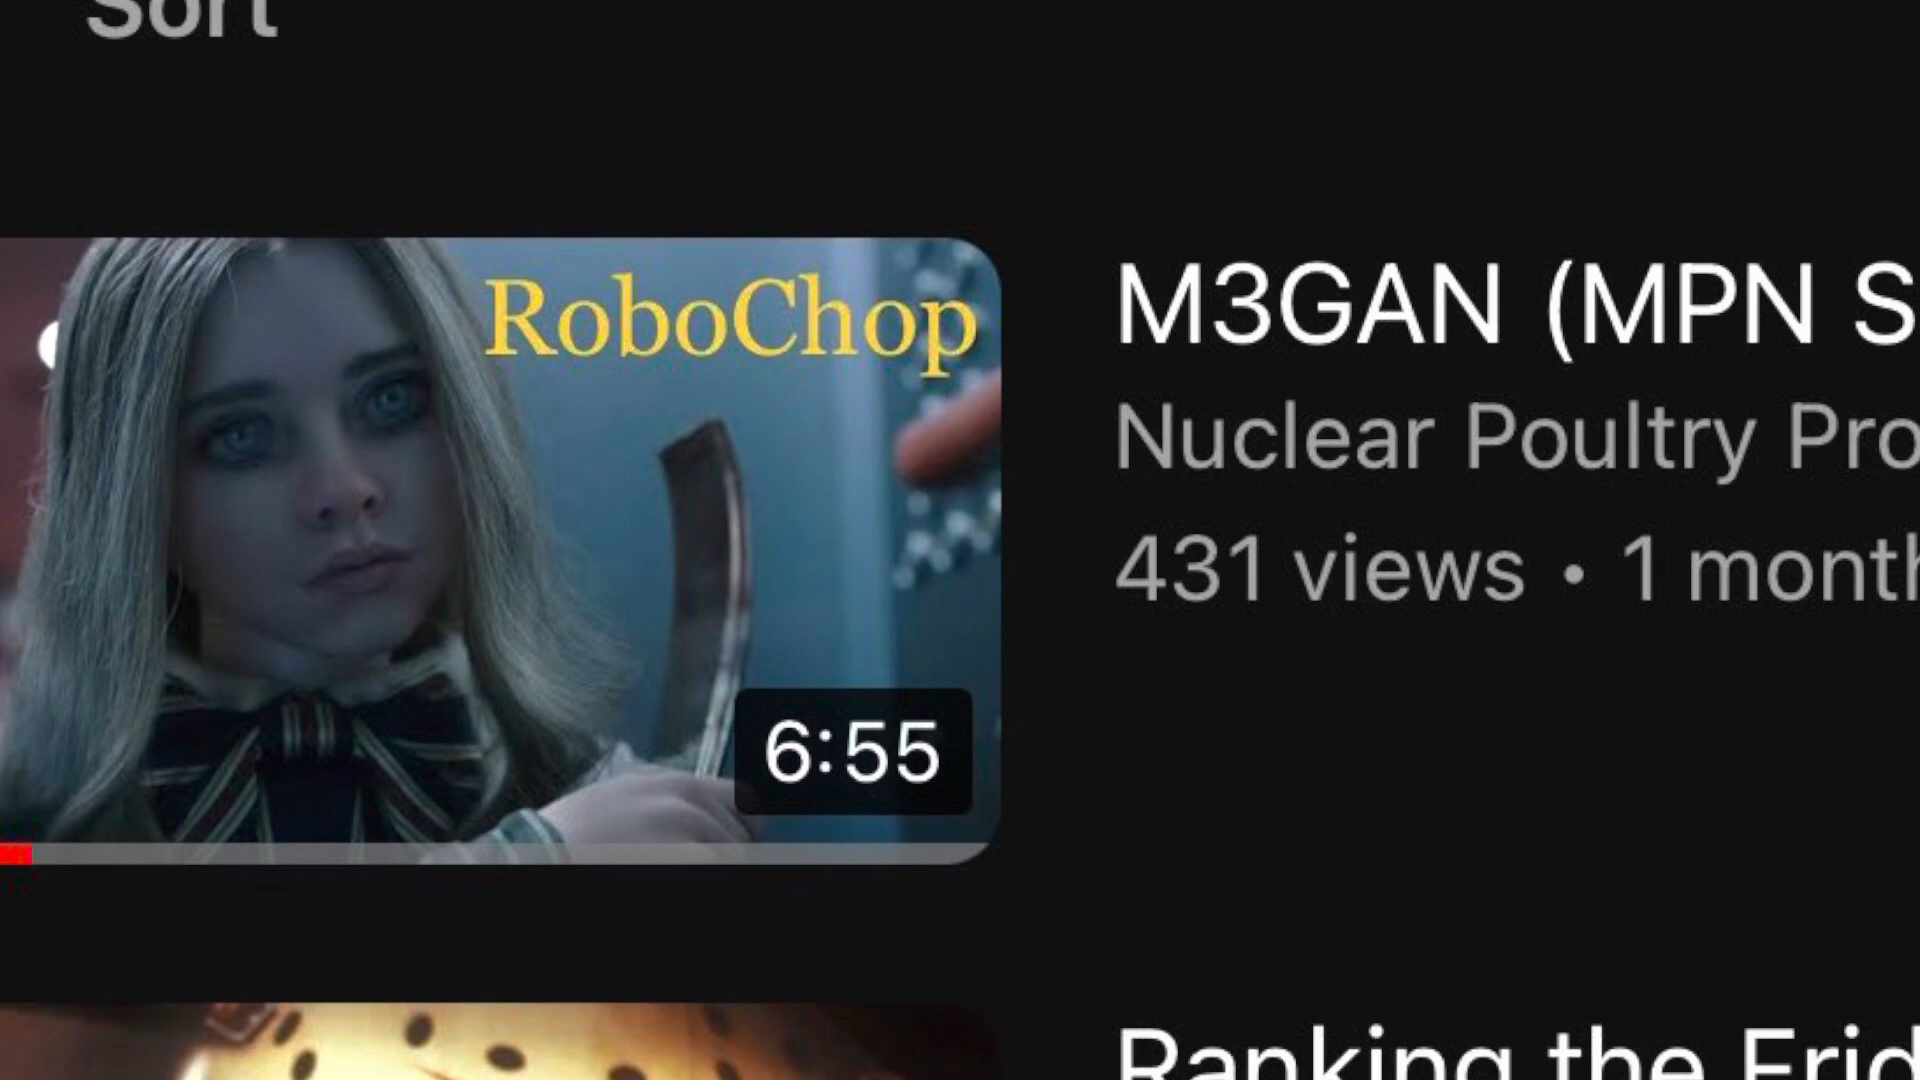 Sort
RoboChop
6:55
M3GAN (MPN S
Nuclear Poultry Pro
431 views • 1 month
Ranking the Frid